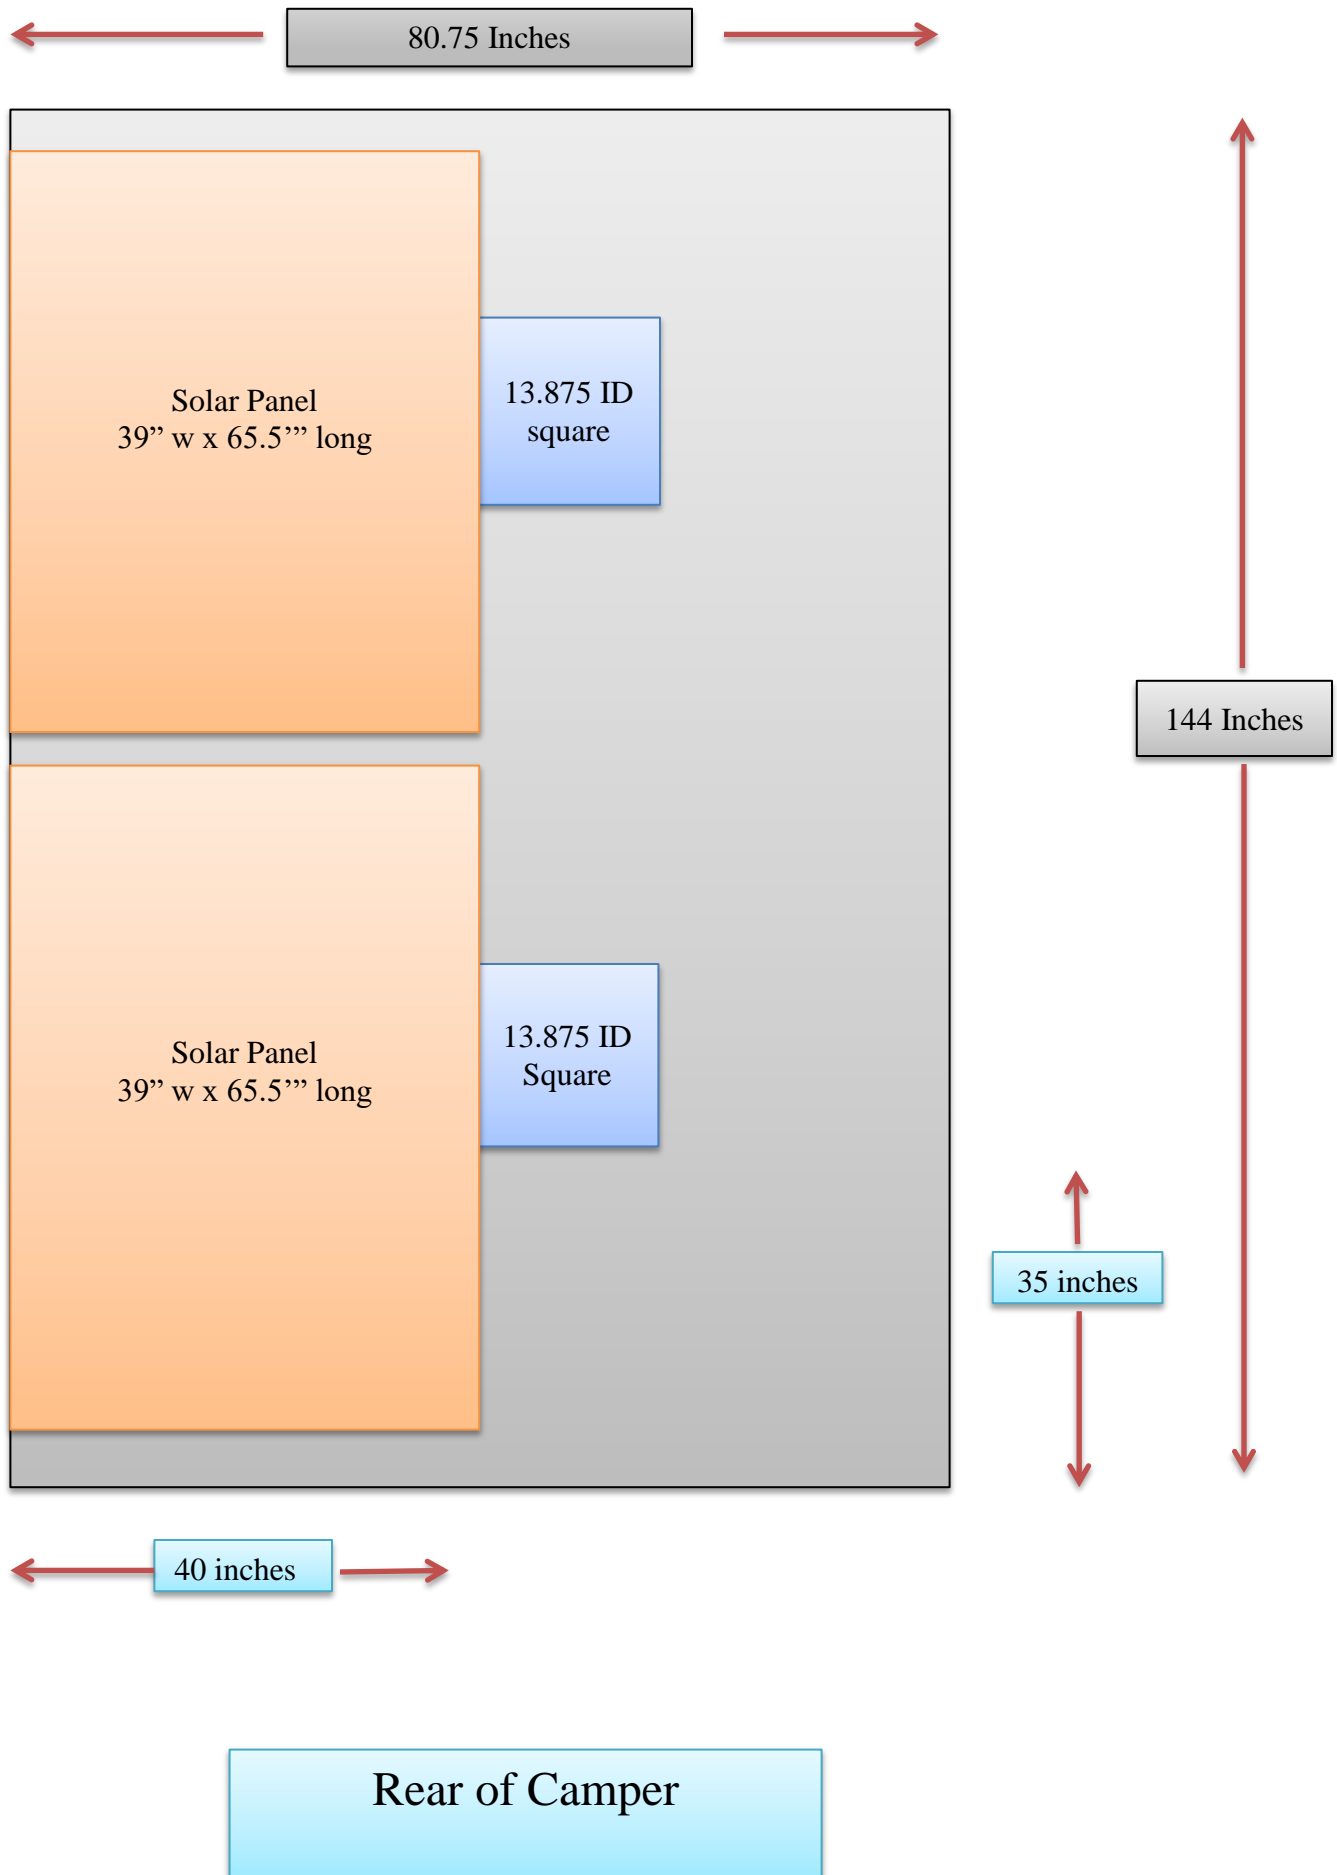 80.75 Inches
Solar Panel
39” w x 65.5’” long
13.875 ID
square
144 Inches
Solar Panel
39” w x 65.5’” long
13.875 ID
Square
35 inches
40 inches
Rear of Camper